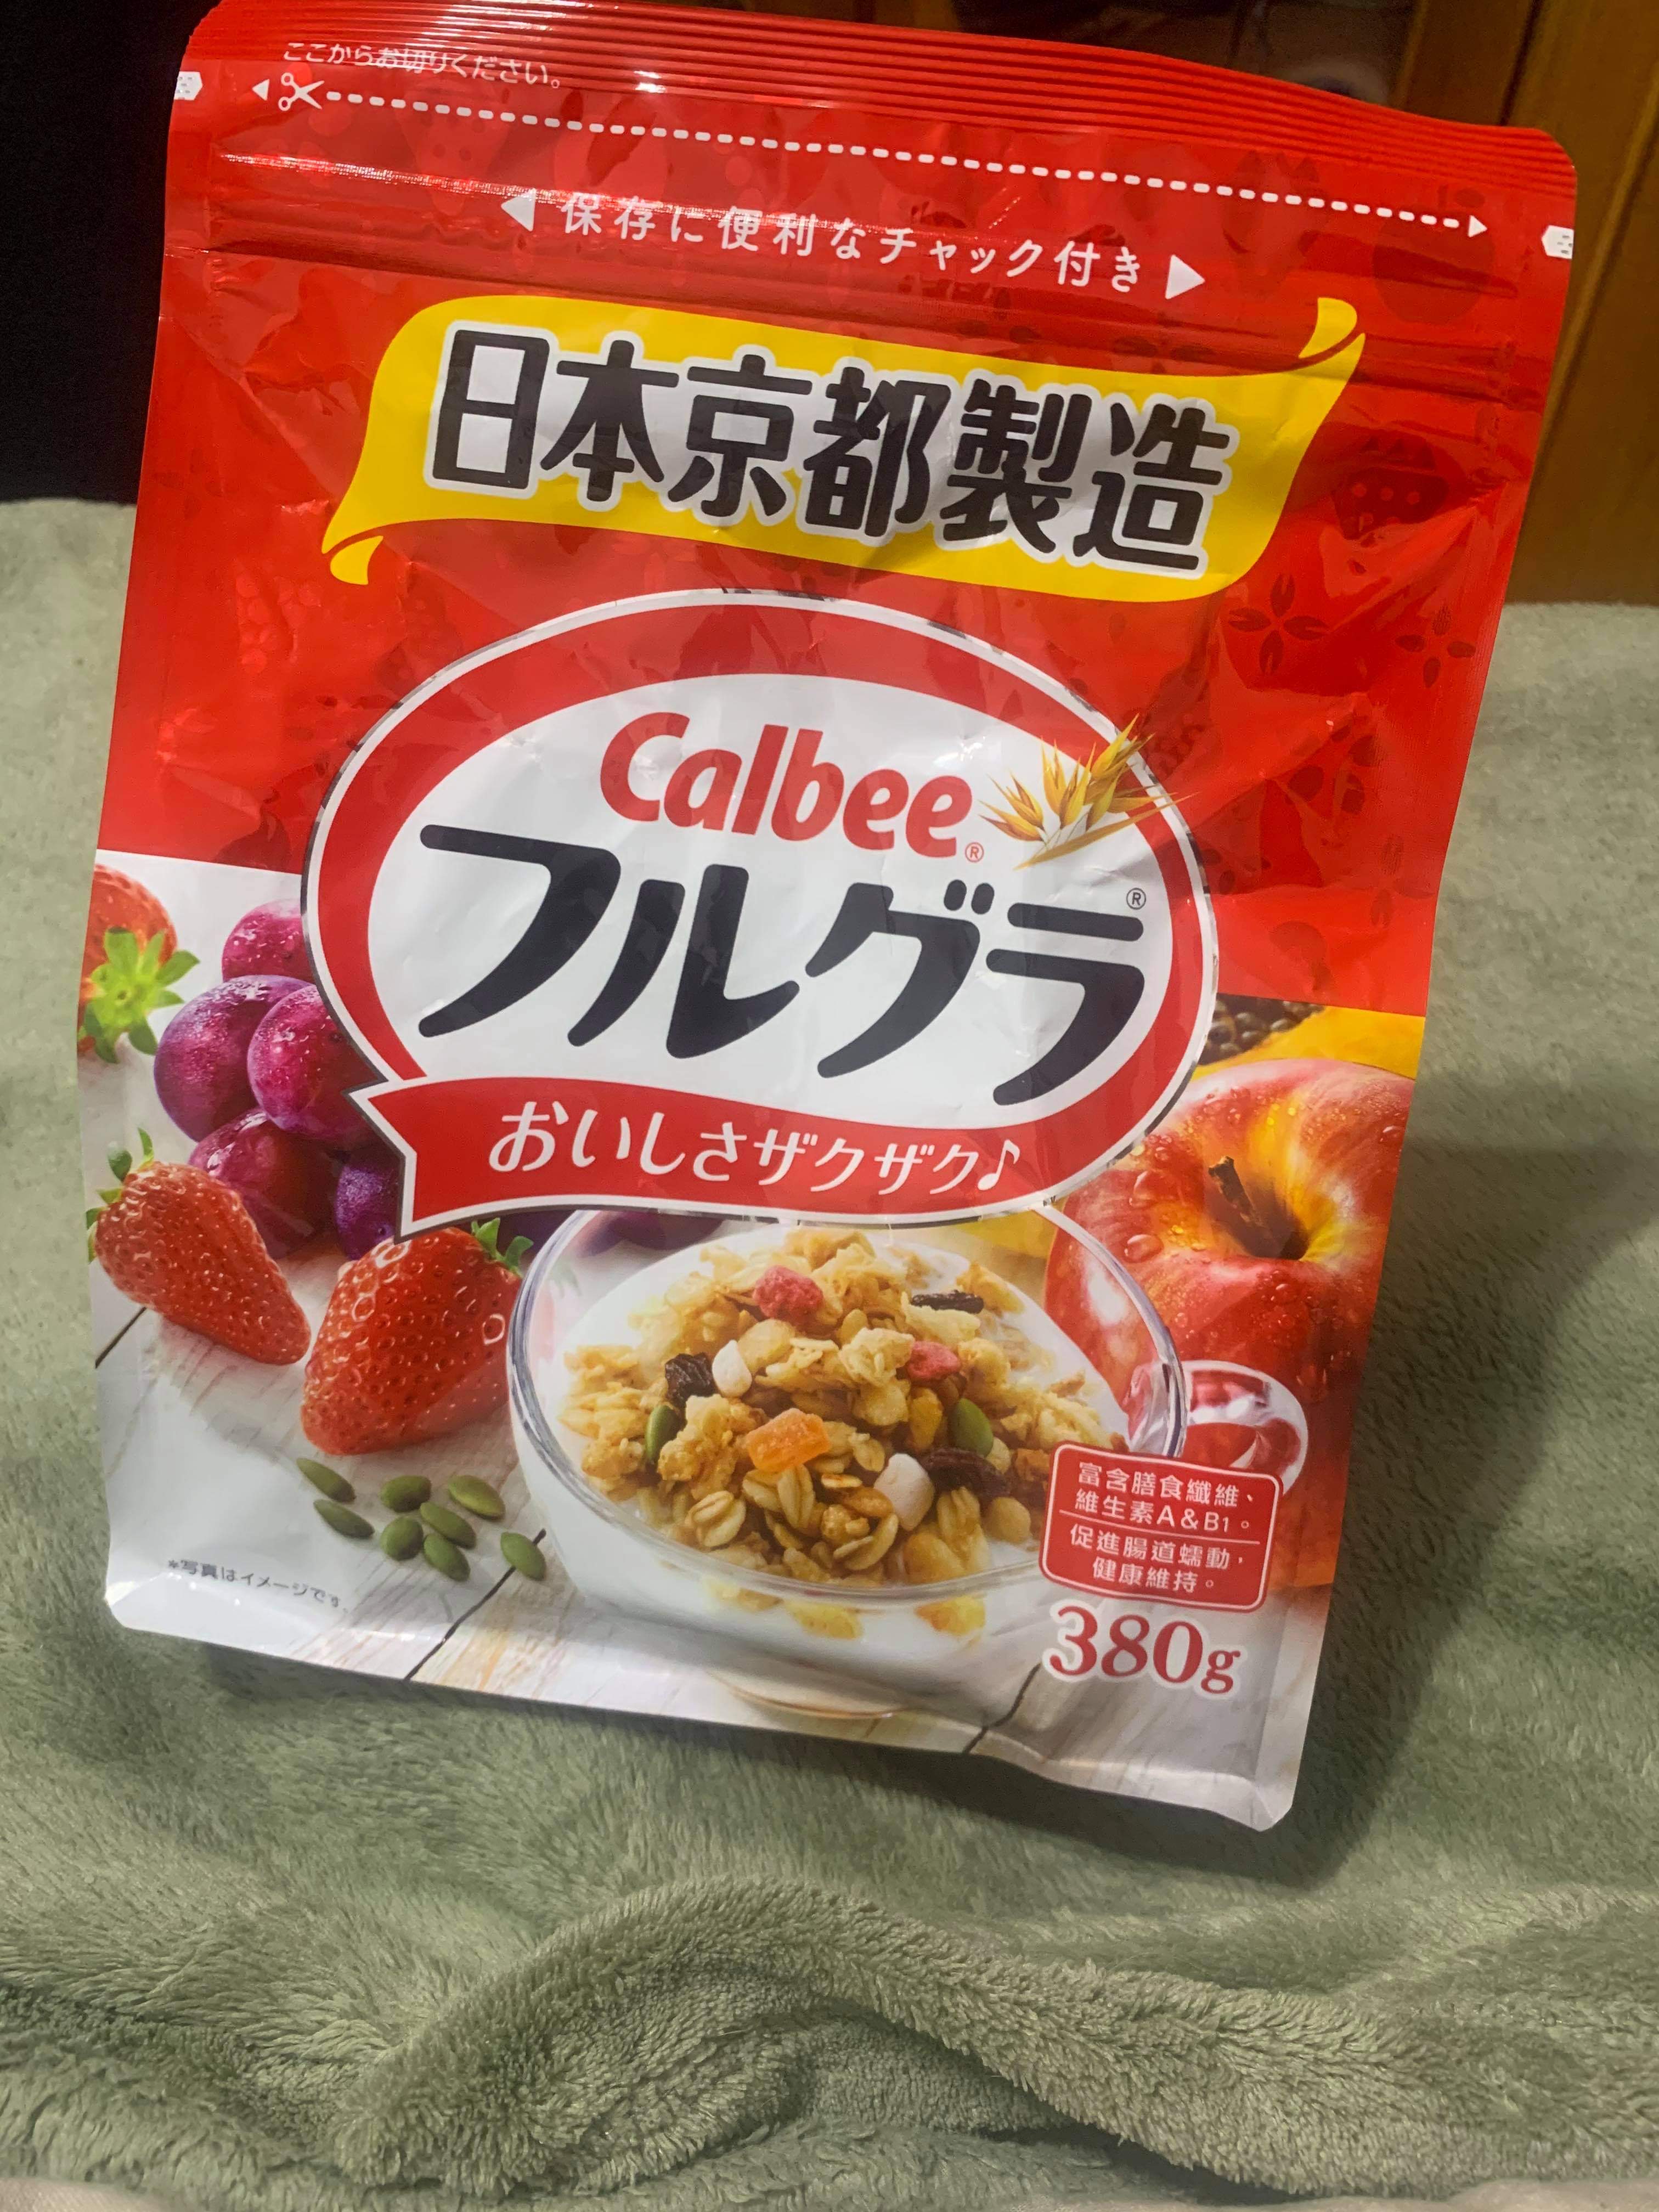 ここからお切りください。
保存に便利なチャック付き
日本京都製造
Calbee®
フルグラ®
おいしさザクザク♪
富含膳食纖維、
維生素A&B1。
促進腸道蠕動，
健康維持。
380g
*写真はイメージです。